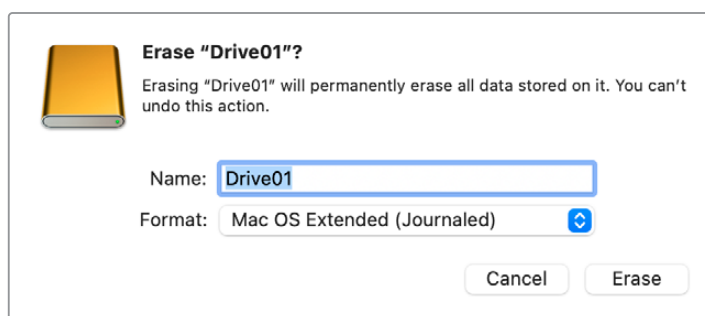 Erase “Drive01”?
Erasing “Drive01” will permanently erase all data stored on it. You can’t
undo this action.
Name: Drive01
Format: Mac OS Extended (Journaled)
Cancel Erase